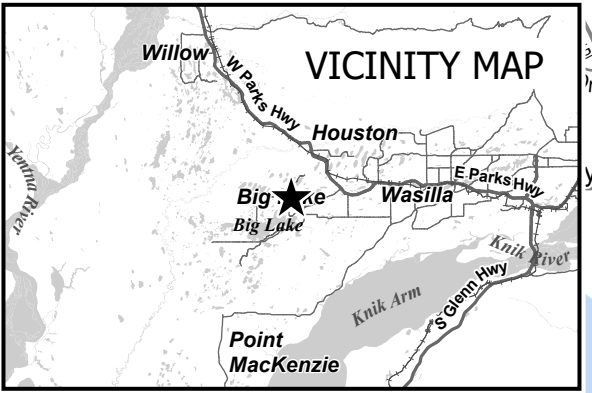 Willow
VICINITY MAP
W Parks Hwy
Houston
Yentna River
E Parks Hwy
Big Lake
Wasilla
Big Lake
Knik River
Knik Arm
S Glenn Hwy
Point
MacKenzie